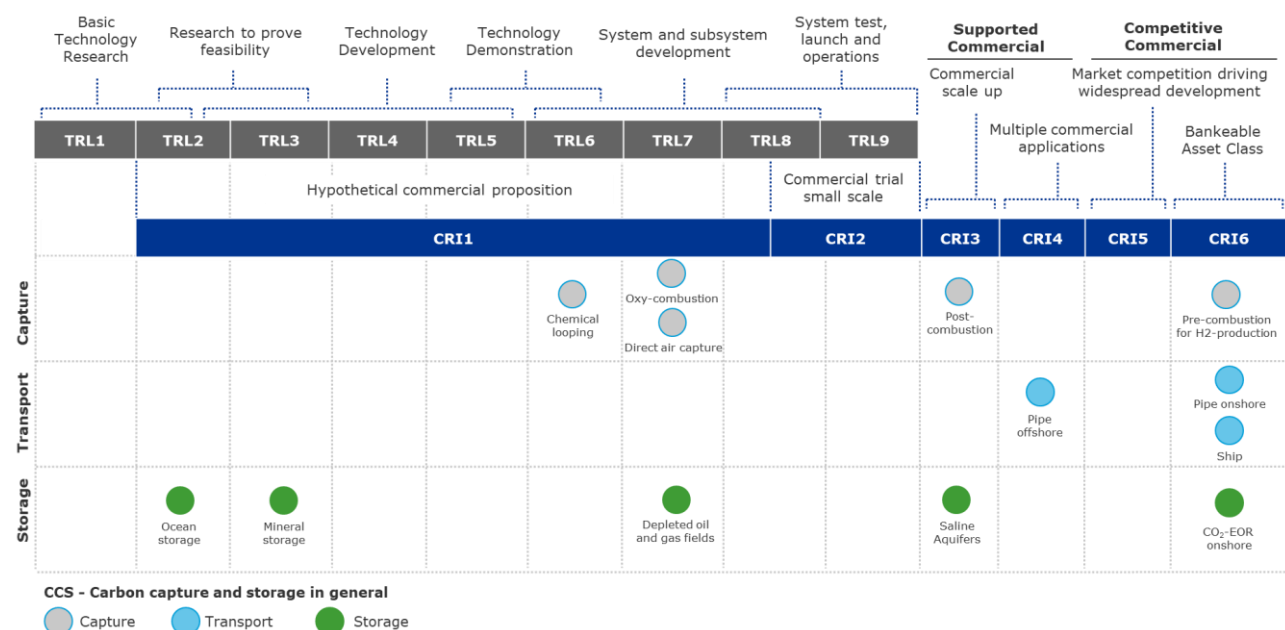 Basic
Technology
Research
Research to prove
feasibility
Technology
Development
Technology
Demonstration
System and subsystem
development
System test,
launch and
operations
Supported
Commercial
Competitive
Commercial
Commercial
scale up
Market competition driving
widespread development
Multiple commercial
applications
Bankeable
Asset Class
TRL1 TRL2 TRL3 TRL4 TRL5 TRL6 TRL7 TRL8 TRL9
Hypothetical commercial proposition
Commercial trial
small scale
CRI1 CRI2 CRI3 CRI4 CRI5 CRI6
Capture
Chemical
looping
Oxy-combustion
Direct air capture
Post-
combustion
Pre-combustion
for H2-production
Transport
Pipe
offshore
Pipe onshore
Ship
Storage
Ocean
storage
Mineral
storage
Depleted oil
and gas fields
Saline
Aquifers
CO₂-EOR
onshore
CCS - Carbon capture and storage in general
Capture Transport Storage